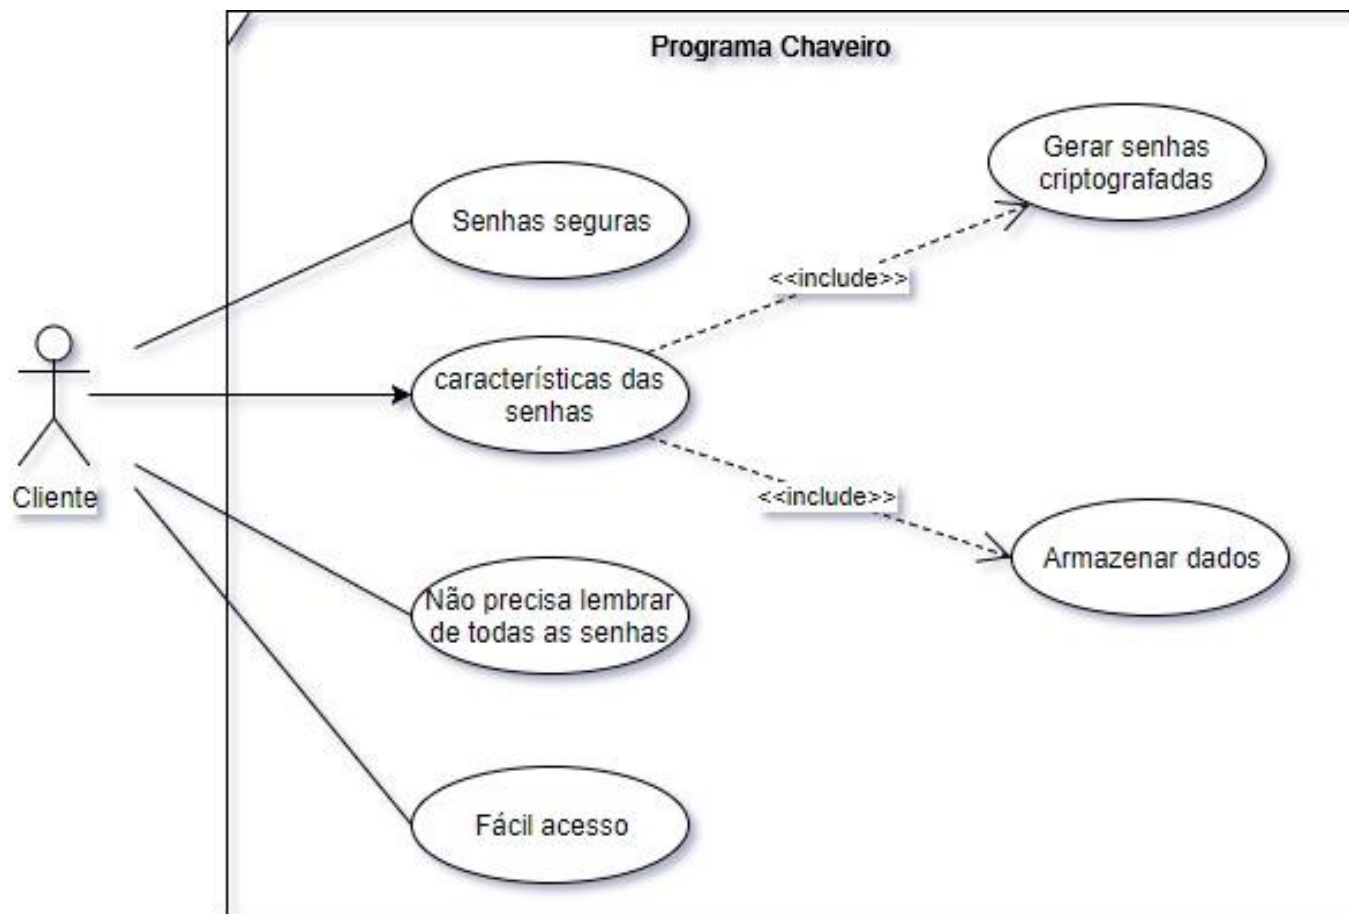 Programa Chaveiro
Gerar senhas
criptografadas
Senhas seguras
<<include>>
características das
senhas
<<include>>
Cliente
Armazenar dados
Não precisa lembrar
de todas as senhas
Fácil acesso